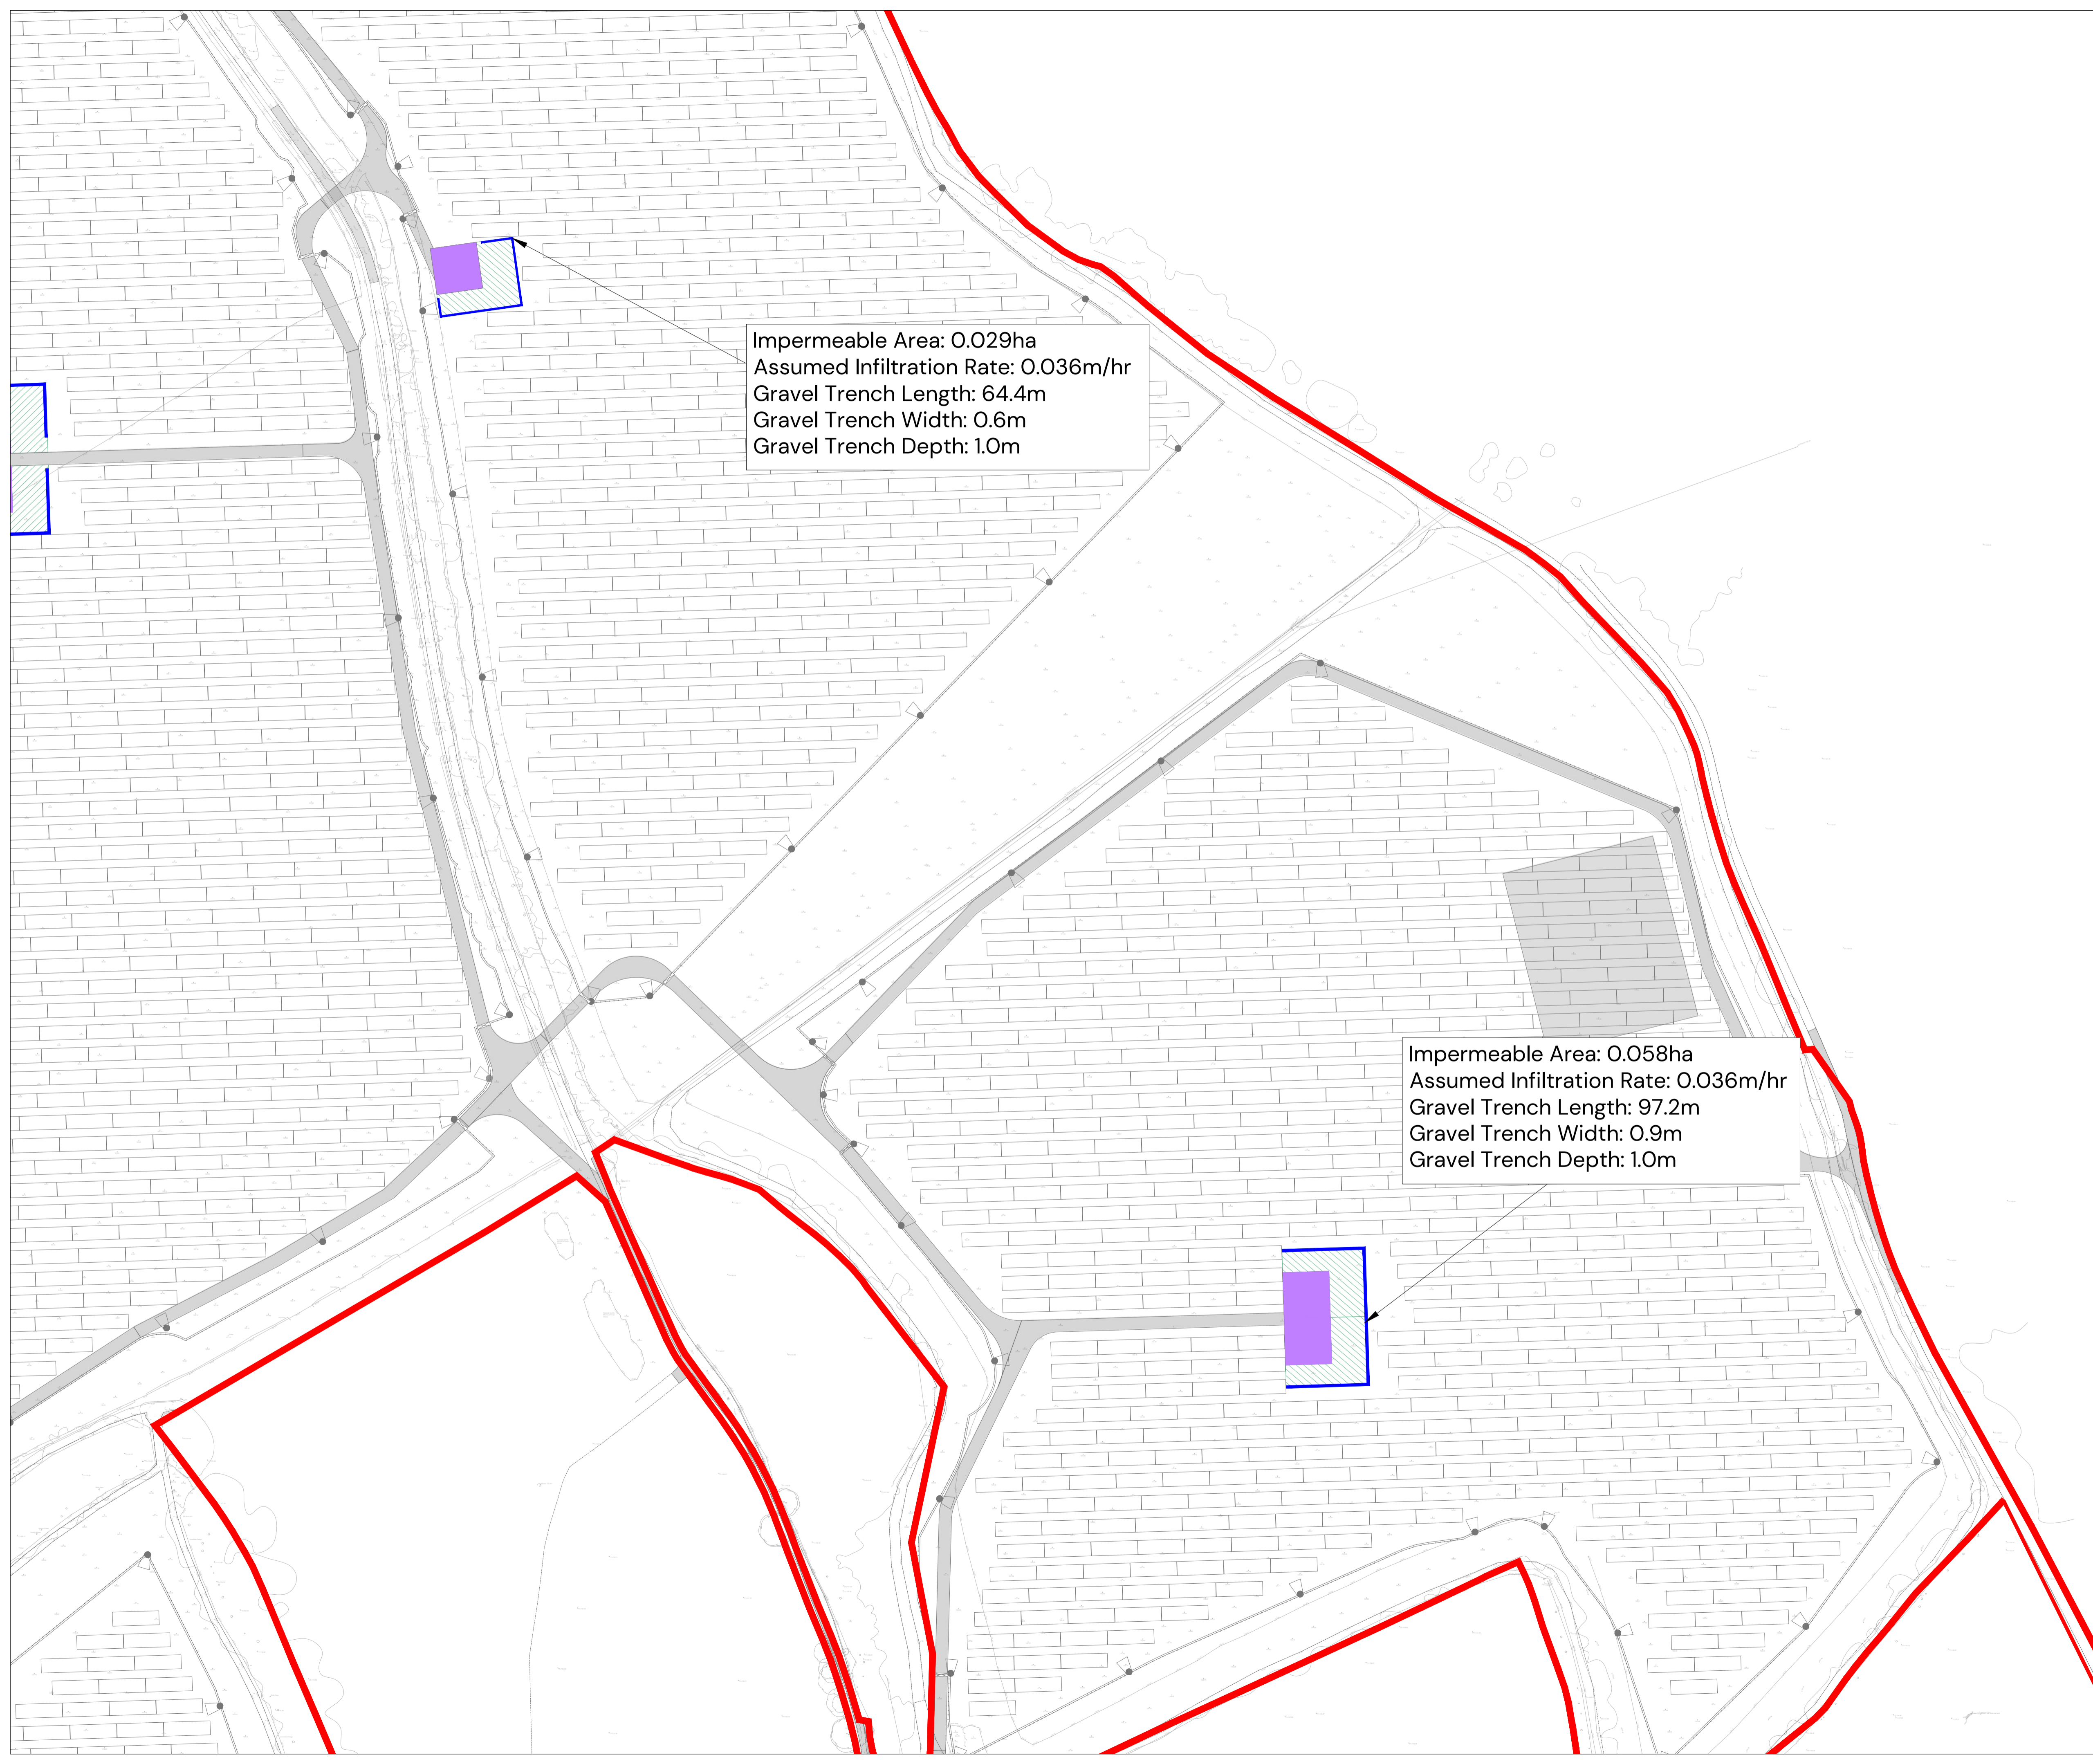 Impermeable Area: 0.029ha
Assumed Infiltration Rate: 0.036m/hr
Gravel Trench Length: 64.4m
Gravel Trench Width: 0.6m
Gravel Trench Depth: 1.0m
Impermeable Area: 0.058ha
Assumed Infiltration Rate: 0.036m/hr
Gravel Trench Length: 97.2m
Gravel Trench Width: 0.9m
Gravel Trench Depth: 1.0m